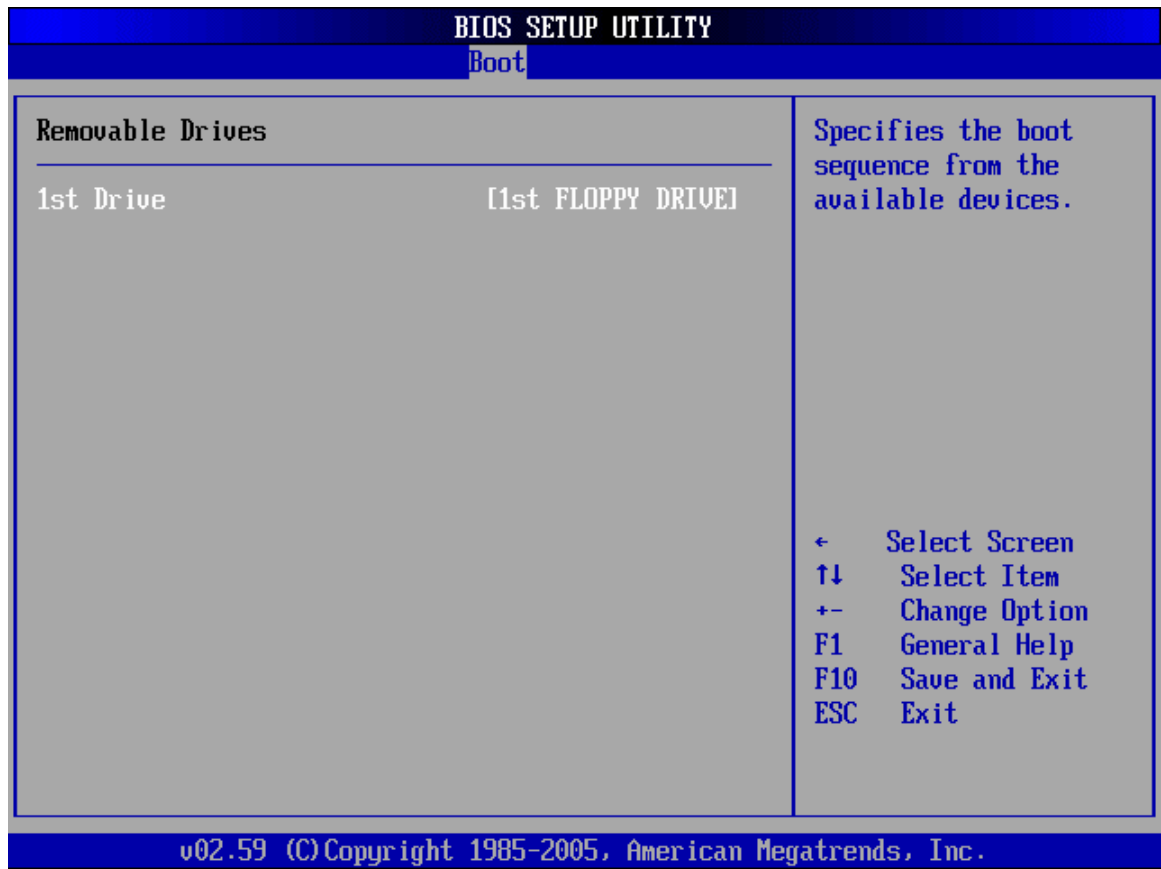 BIOS SETUP UTILITY
Boot
Removable Drives
1st Drive [1st FLOPPY DRIVE]
Specifies the boot
sequence from the
available devices.
← Select Screen
↑↓ Select Item
+- Change Option
F1 General Help
F10 Save and Exit
ESC Exit
v02.59 (C)Copyright 1985-2005, American Megatrends, Inc.